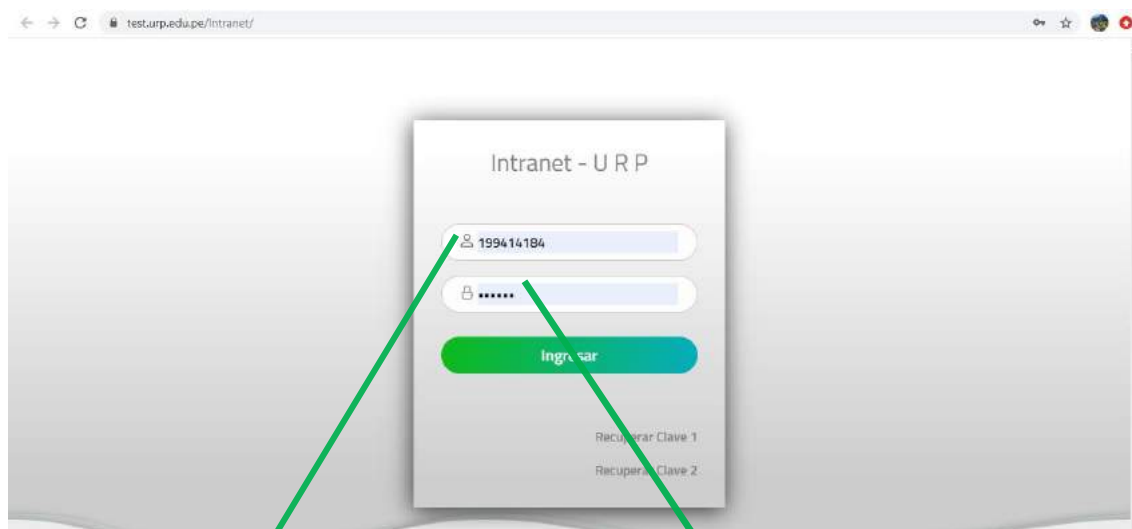 test.urp.edu.pe/Intranet/
Intranet - U R P
199414184
••••••
Ingresar
Recuperar Clave 1
Recuperar Clave 2